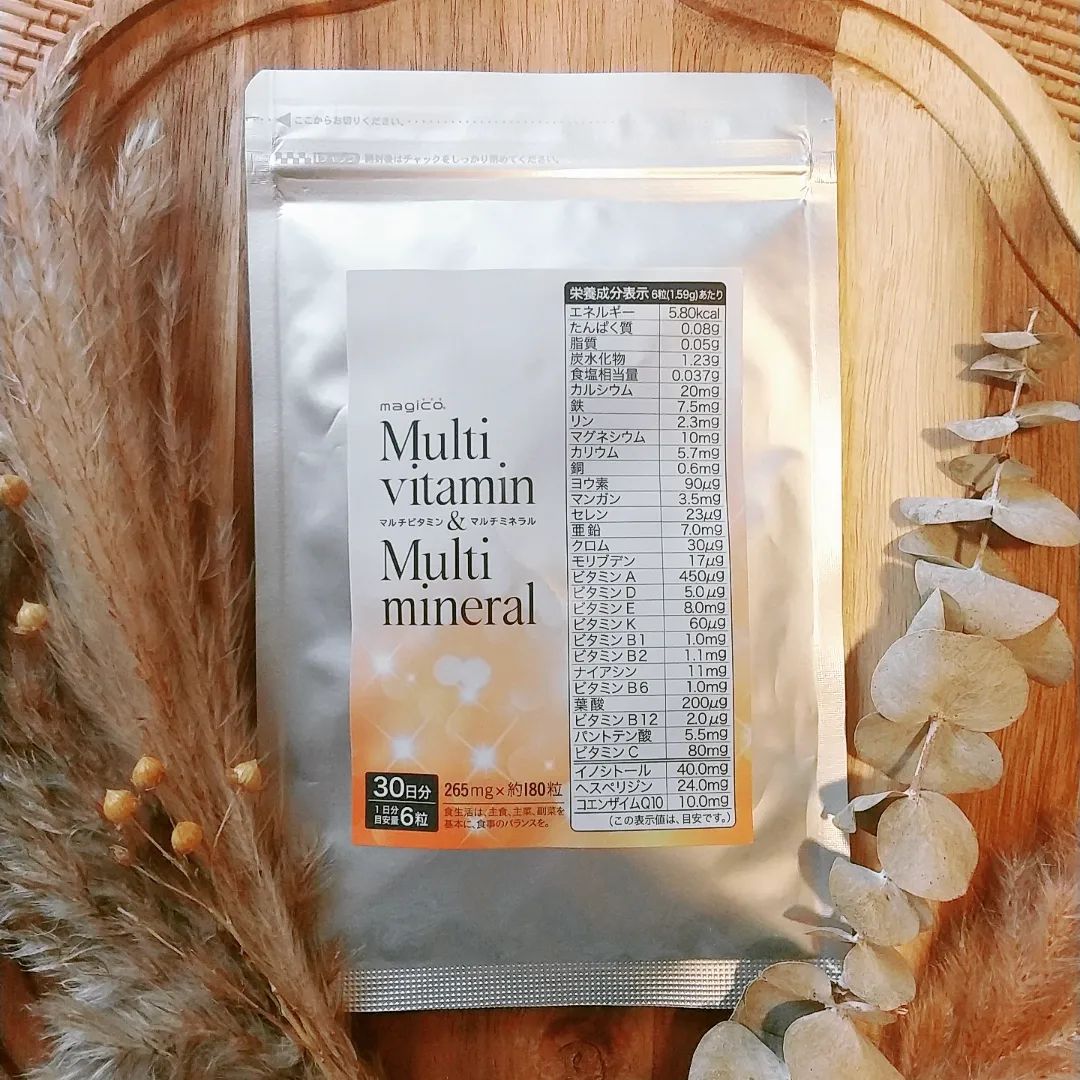 ここからお切りください。
開封後はチャックをしっかり閉めてください。
magico
Multi
vitamin
マルチビタミン & マルチミネラル
Multi
mineral
30日分
1日分
目安量6粒
265mg×約180粒
食生活は、主食、主菜、副菜を
基本に、食事のバランスを。
栄養成分表示 6粒(1.59g)あたり
エネルギー 5.80kcal
たんぱく質 0.08g
脂質 0.05g
炭水化物 1.23g
食塩相当量 0.037g
カルシウム 20mg
鉄 7.5mg
リン 2.3mg
マグネシウム 10mg
カリウム 5.7mg
銅 0.6mg
ヨウ素 90μg
マンガン 3.5mg
セレン 23μg
亜鉛 7.0mg
クロム 30μg
モリブデン 17μg
ビタミンA 450μg
ビタミンD 5.0μg
ビタミンE 8.0mg
ビタミンK 60μg
ビタミンB1 1.0mg
ビタミンB2 1.1mg
ナイアシン 11mg
ビタミンB6 1.0mg
葉酸 200μg
ビタミンB12 2.0μg
パントテン酸 5.5mg
ビタミンC 80mg
イノシトール 40.0mg
ヘスペリジン 24.0mg
コエンザイムQ10 10.0mg
(この表示値は、目安です。)